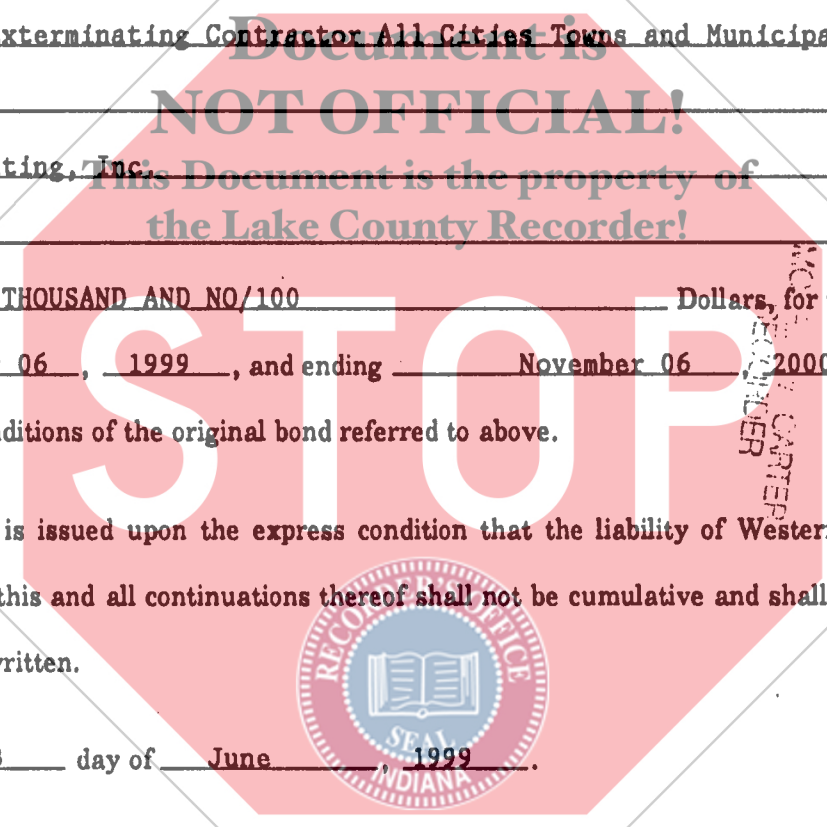 xterminating Contractor All Cities Towns and Municipa
Document is
NOT OFFICIAL!
ting, Inc.
This Document is the property of
the Lake County Recorder!
THOUSAND AND NO/100 Dollars, for
06, 1999, and ending November 06, 2000
STOP
CARTER
RECORDER
ditions of the original bond referred to above.
is issued upon the express condition that the liability of Wester
this and all continuations thereof shall not be cumulative and shall
ritten.
RECORDER'S OFFICE
SEAL
INDIANA
day of June, 1999.